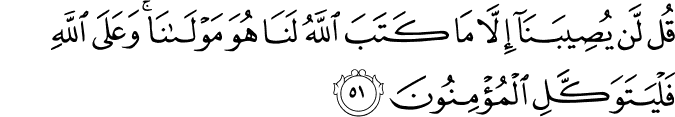 قُل لَّن يُصِيبَنَآ إِلَّا مَا كَتَبَ ٱللَّهُ لَنَا هُوَ مَوۡلَىٰنَاۚ وَعَلَى ٱللَّهِ
فَلۡيَتَوَكَّلِ ٱلۡمُؤۡمِنُونَ ٥١